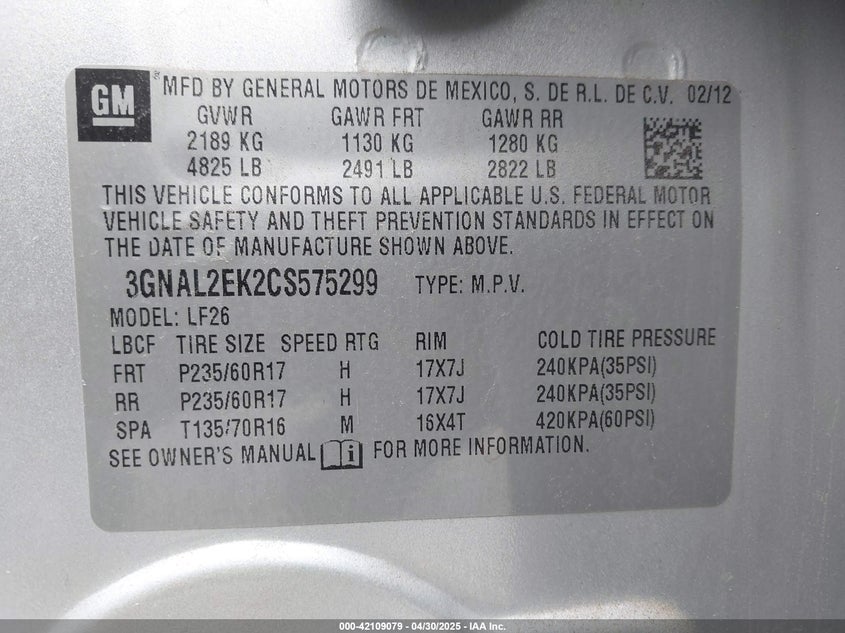 GM
MFD BY GENERAL MOTORS DE MEXICO, S. DE R.L. DE C.V. 02/12
GVWR GAWR FRT GAWR RR
2189 KG 1130 KG 1280 KG
4825 LB 2491 LB 2822 LB
THIS VEHICLE CONFORMS TO ALL APPLICABLE U.S. FEDERAL MOTOR
VEHICLE SAFETY AND THEFT PREVENTION STANDARDS IN EFFECT ON
THE DATE OF MANUFACTURE SHOWN ABOVE.
3GNAL2EK2CS575299 TYPE: M.P.V.
MODEL: LF26
LBCF TIRE SIZE SPEED RTG RIM COLD TIRE PRESSURE
FRT P235/60R17 H 17X7J 240KPA(35PSI)
RR P235/60R17 H 17X7J 240KPA(35PSI)
SPA T135/70R16 M 16X4T 420KPA(60PSI)
SEE OWNER'S MANUAL FOR MORE INFORMATION.
000-42109079 - 04/30/2025 - IAA Inc.